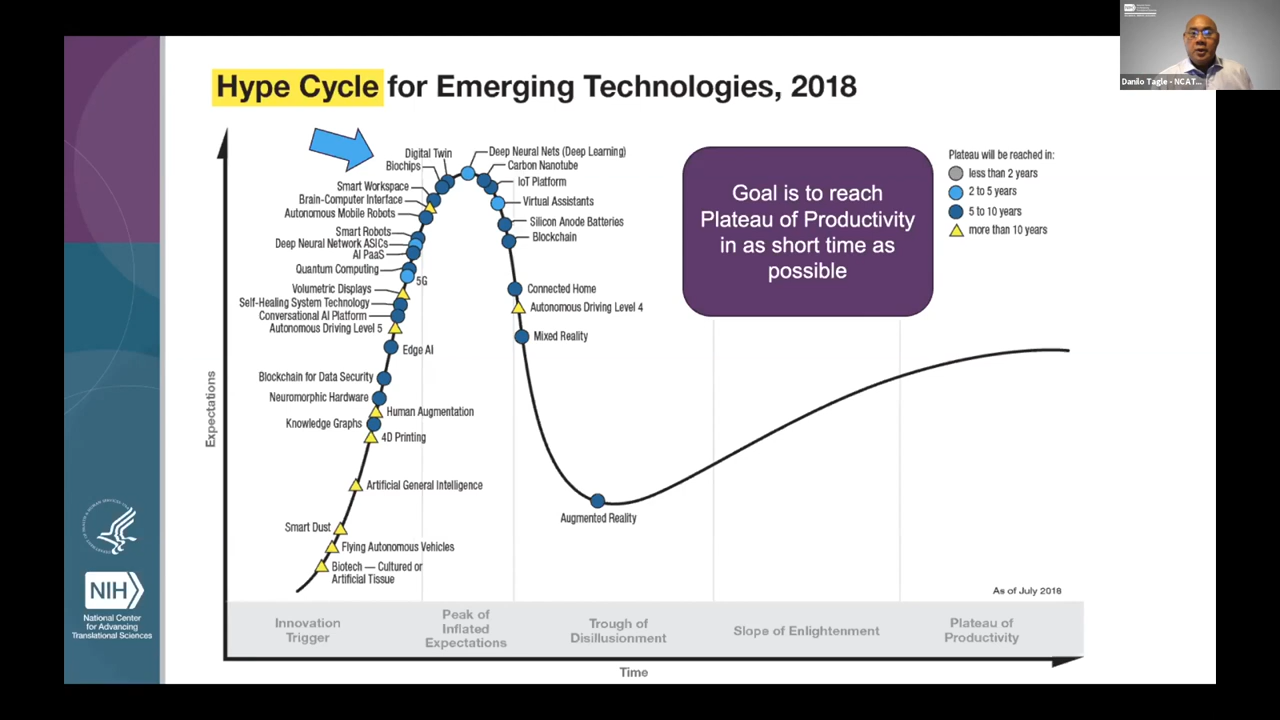 Hype Cycle for Emerging Technologies, 2018
Danilo Tagle - NCAT...
NIH
Digital Twin
Biochips
Smart Workspace
Brain-Computer Interface
Autonomous Mobile Robots
Smart Robots
Deep Neural Network ASICs
AI PaaS
Quantum Computing
5G
Volumetric Displays
Self-Healing System Technology
Conversational AI Platform
Autonomous Driving Level 5
Edge AI
Blockchain for Data Security
Neuromorphic Hardware
Human Augmentation
Knowledge Graphs
4D Printing
Artificial General Intelligence
Smart Dust
Flying Autonomous Vehicles
Biotech — Cultured or
Artificial Tissue
Deep Neural Nets (Deep Learning)
Carbon Nanotube
IoT Platform
Virtual Assistants
Silicon Anode Batteries
Blockchain
Connected Home
Autonomous Driving Level 4
Mixed Reality
Augmented Reality
Goal is to reach
Plateau of Productivity
in as short time as
possible
Plateau will be reached in:
less than 2 years
2 to 5 years
5 to 10 years
more than 10 years
Expectations
As of July 2018
Innovation
Trigger
Peak of
Inflated
Expectations
Trough of
Disillusionment
Slope of Enlightenment
Plateau of
Productivity
Time
NIH
National Center
for Advancing
Translational Sciences